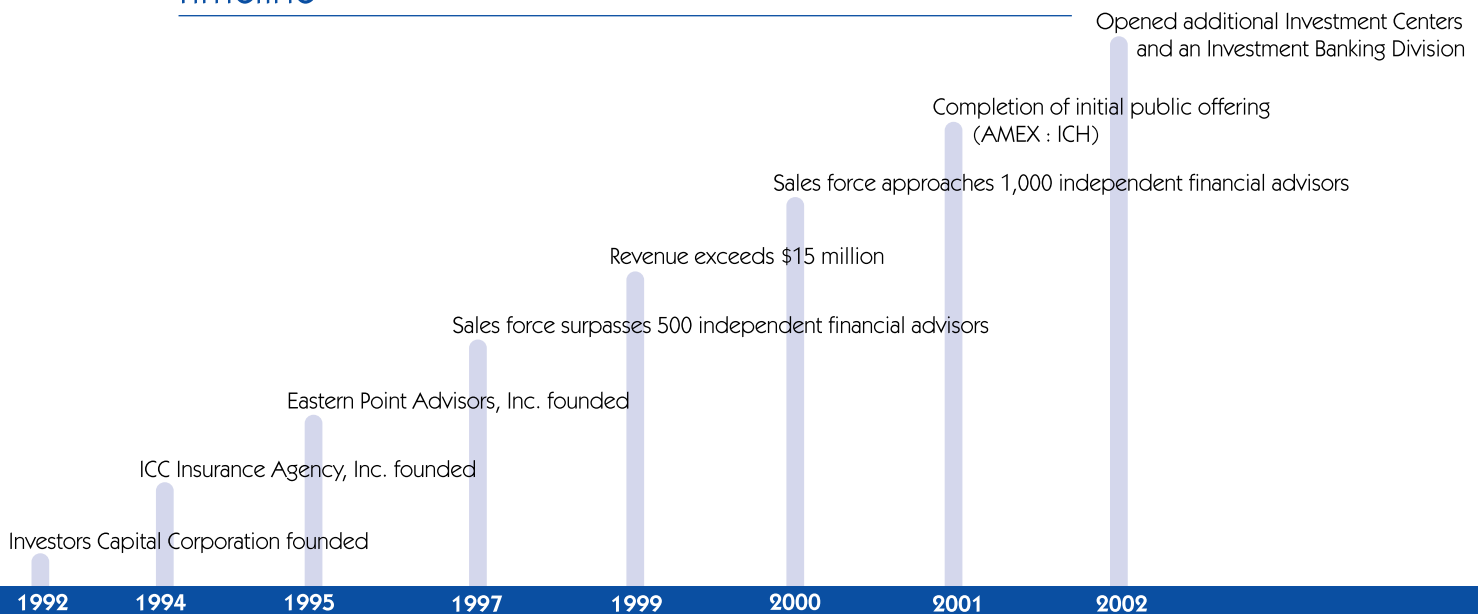 Opened additional Investment Centers
and an Investment Banking Division
Completion of initial public offering
(AMEX : ICH)
Sales force approaches 1,000 independent financial advisors
Revenue exceeds $15 million
Sales force surpasses 500 independent financial advisors
Eastern Point Advisors, Inc. founded
ICC Insurance Agency, Inc. founded
Investors Capital Corporation founded
1992 1994 1995 1997 1999 2000 2001 2002